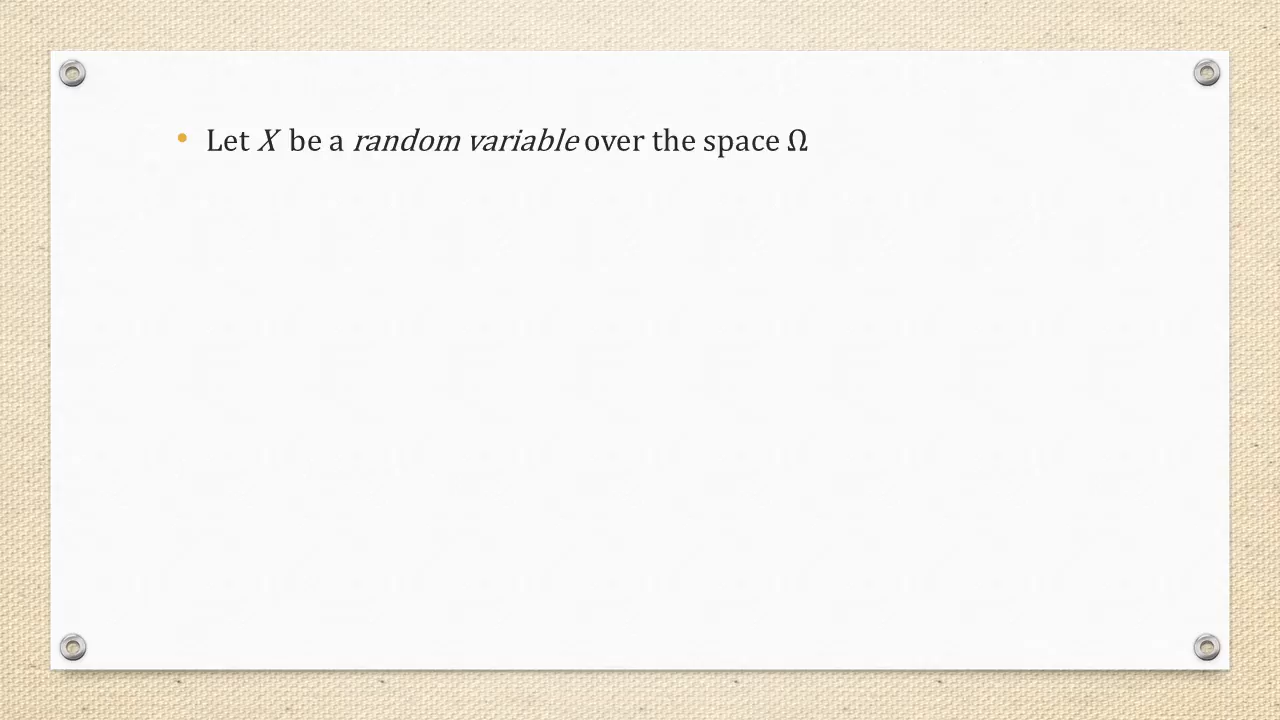 • Let X be a random variable over the space Ω